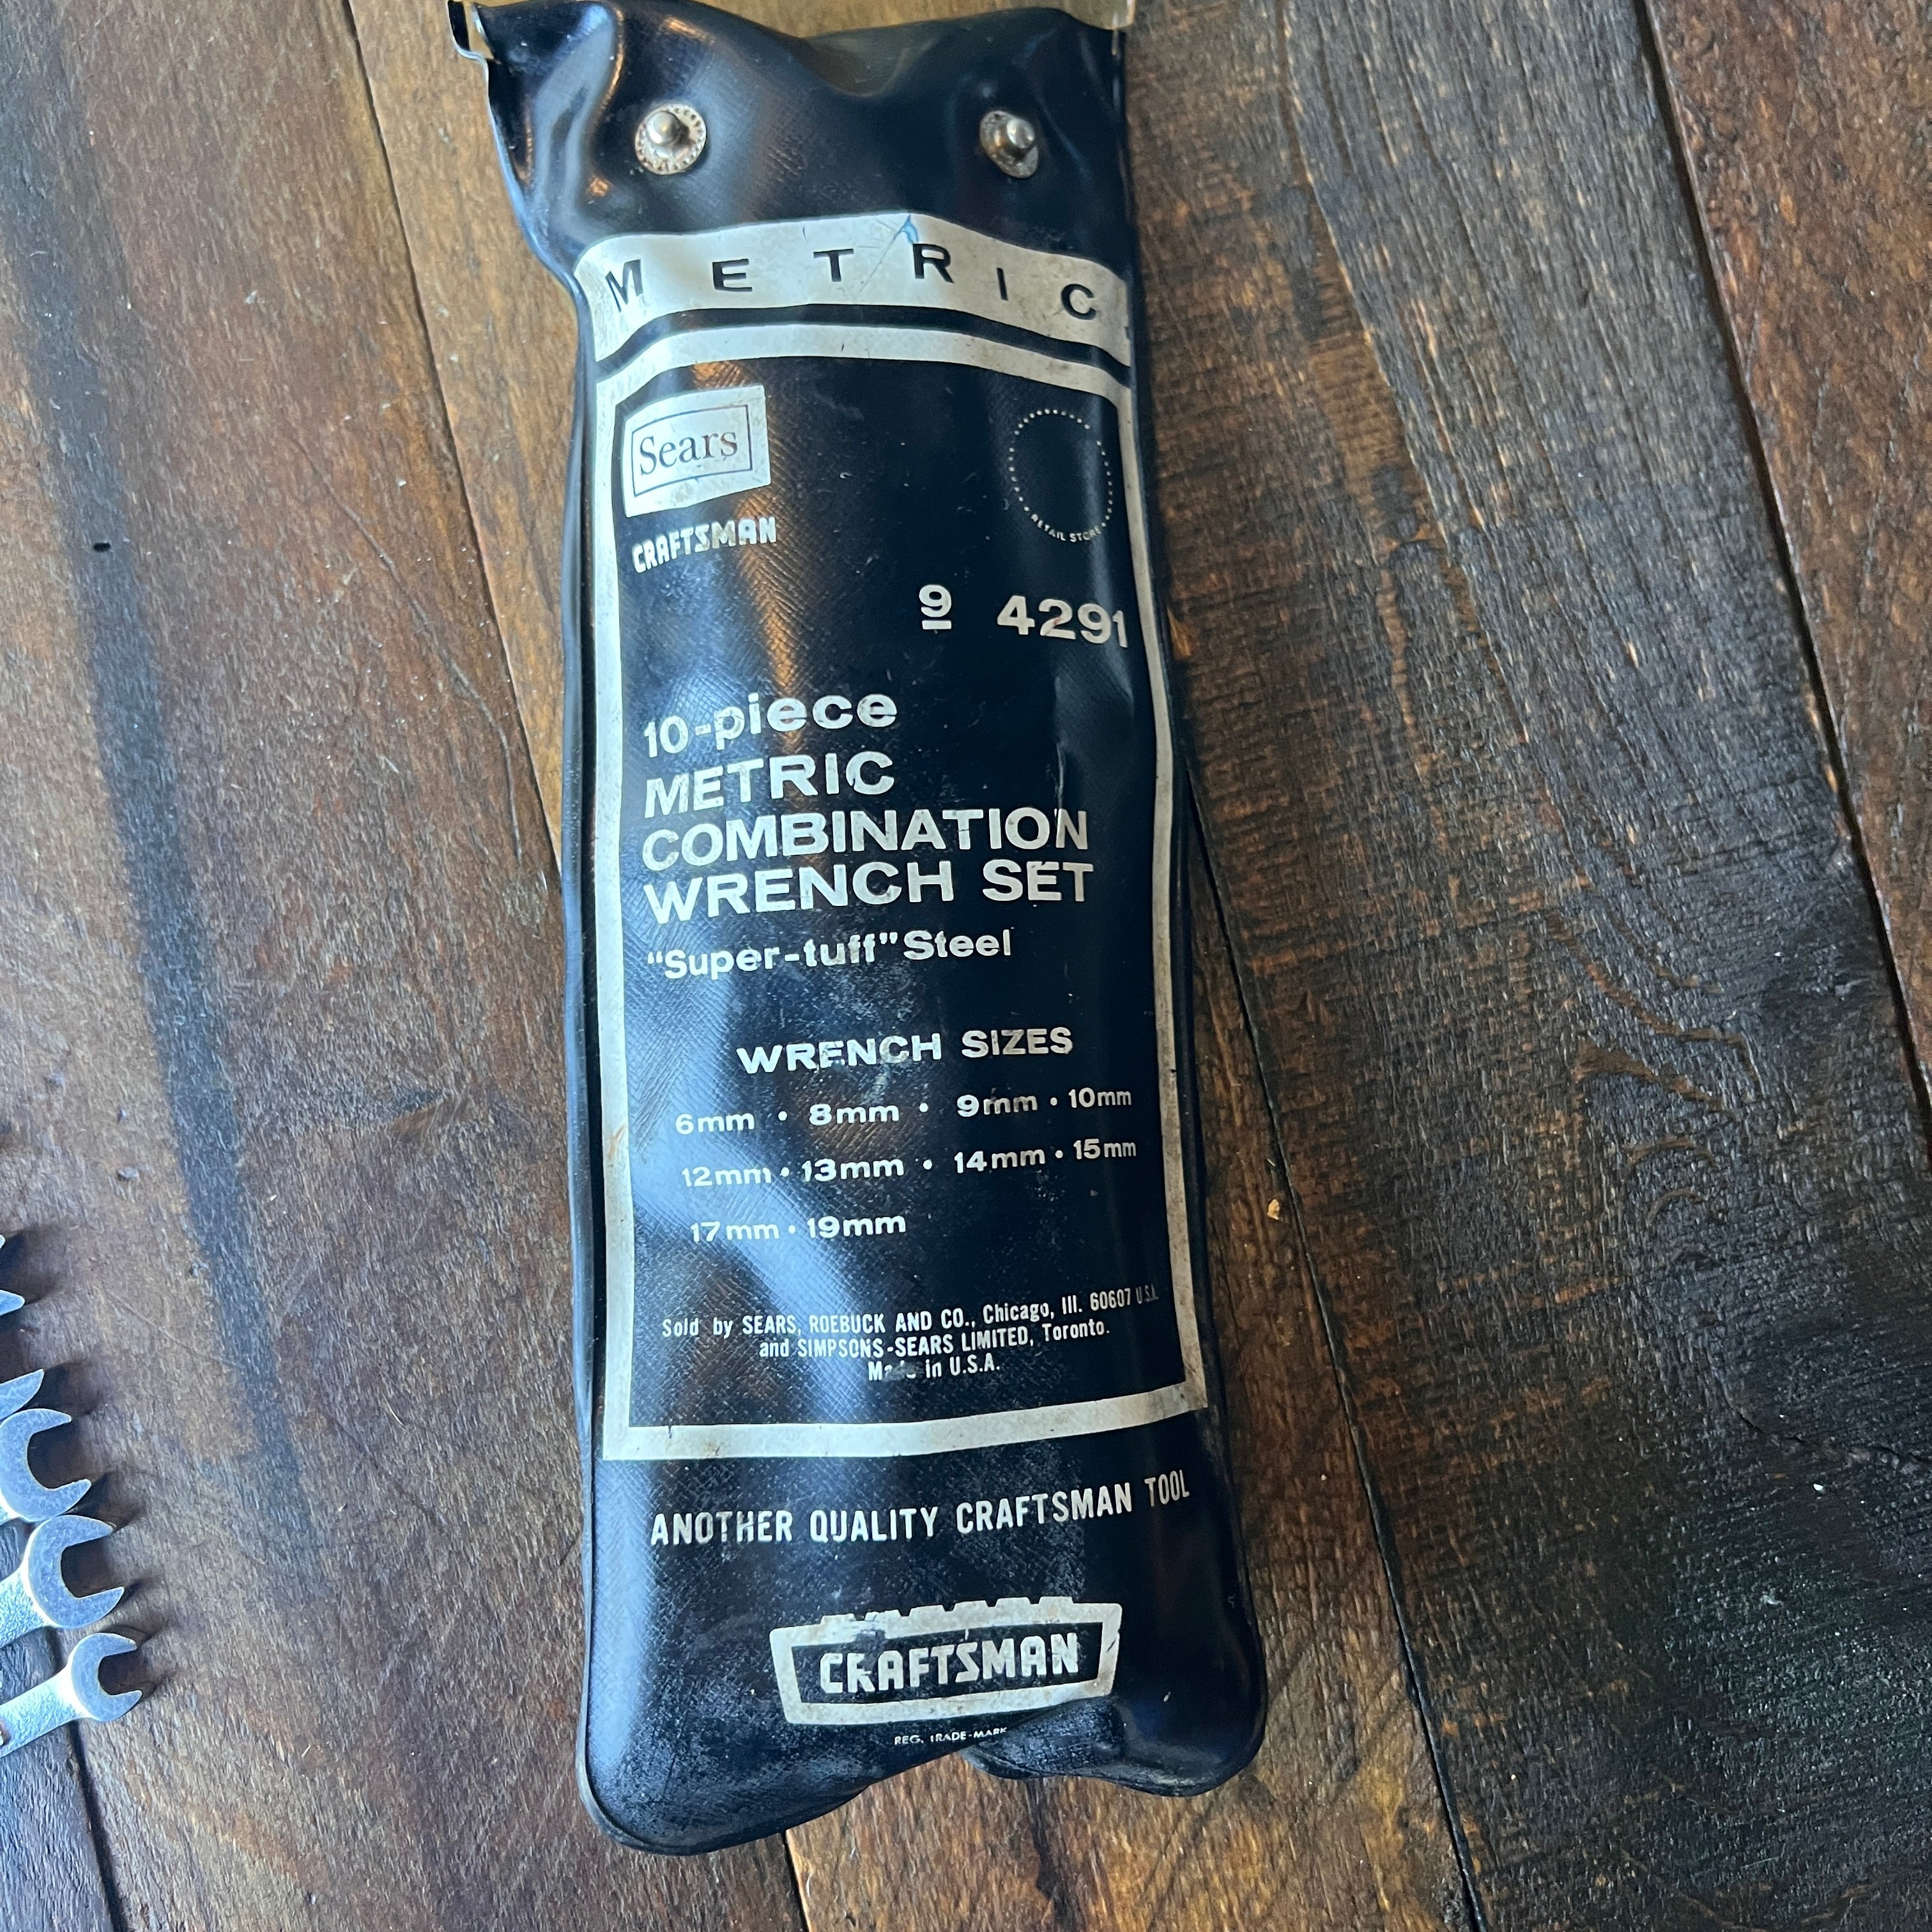 METRIC
Sears
CRAFTSMAN
RETAIL STORE
9 4291
10-piece
METRIC
COMBINATION
WRENCH SET
“Super-tuff” Steel
WRENCH SIZES
6mm • 8mm • 9mm • 10mm
12mm • 13mm • 14mm • 15mm
17mm • 19mm
Sold by SEARS, ROEBUCK AND CO., Chicago, Ill. 60607 U.S.A.
and SIMPSONS-SEARS LIMITED, Toronto.
Made in U.S.A.
ANOTHER QUALITY CRAFTSMAN TOOL
CRAFTSMAN
REG. TRADE-MARK